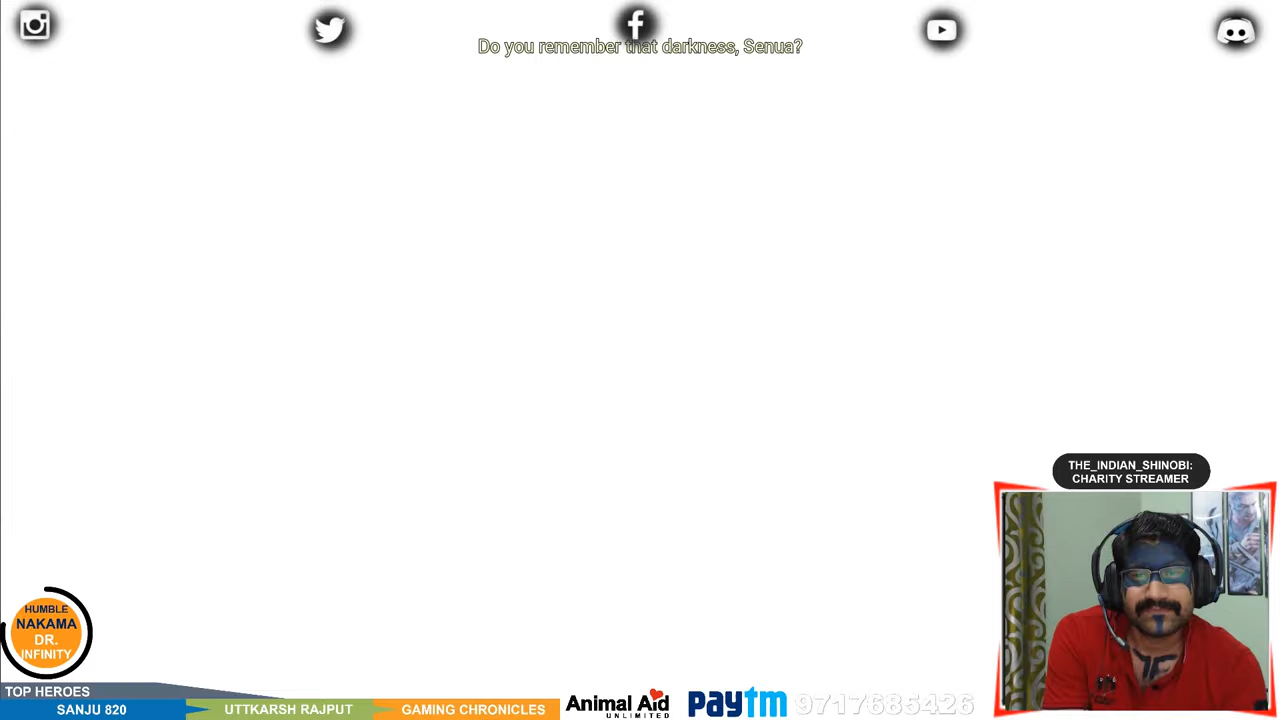 Do you remember that darkness, Senua?
THE_INDIAN_SHINOBI:
CHARITY STREAMER
HUMBLE
NAKAMA
DR.
INFINITY
TOP HEROES
SANJU 820
UTTKARSH RAJPUT
GAMING CHRONICLES
Animal Aid
UNLIMITED
paytm
9717685426